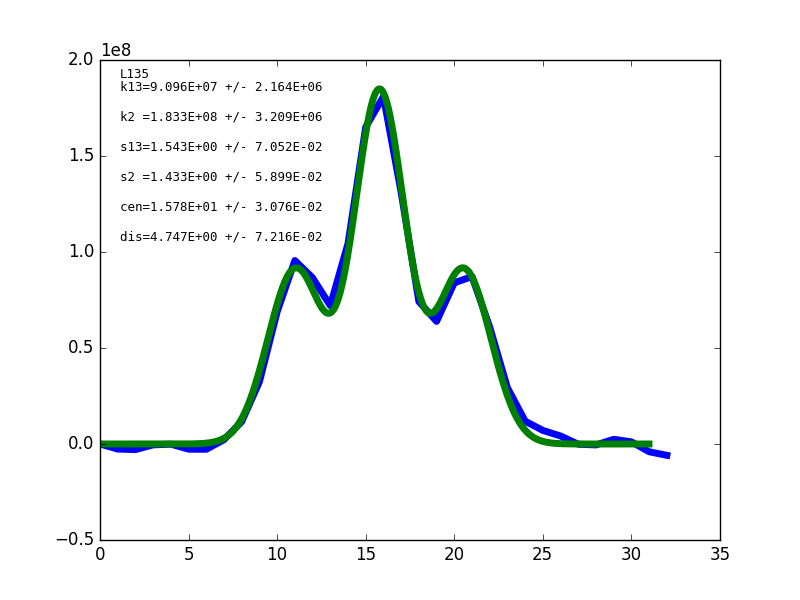 1e8
2.0
L135
k13=9.096E+07 +/- 2.164E+06
k2 =1.833E+08 +/- 3.209E+06
1.5
s13=1.543E+00 +/- 7.052E-02
s2 =1.433E+00 +/- 5.899E-02
cen=1.578E+01 +/- 3.076E-02
dis=4.747E+00 +/- 7.216E-02
1.0
0.5
0.0
−0.5
0 5 10 15 20 25 30 35